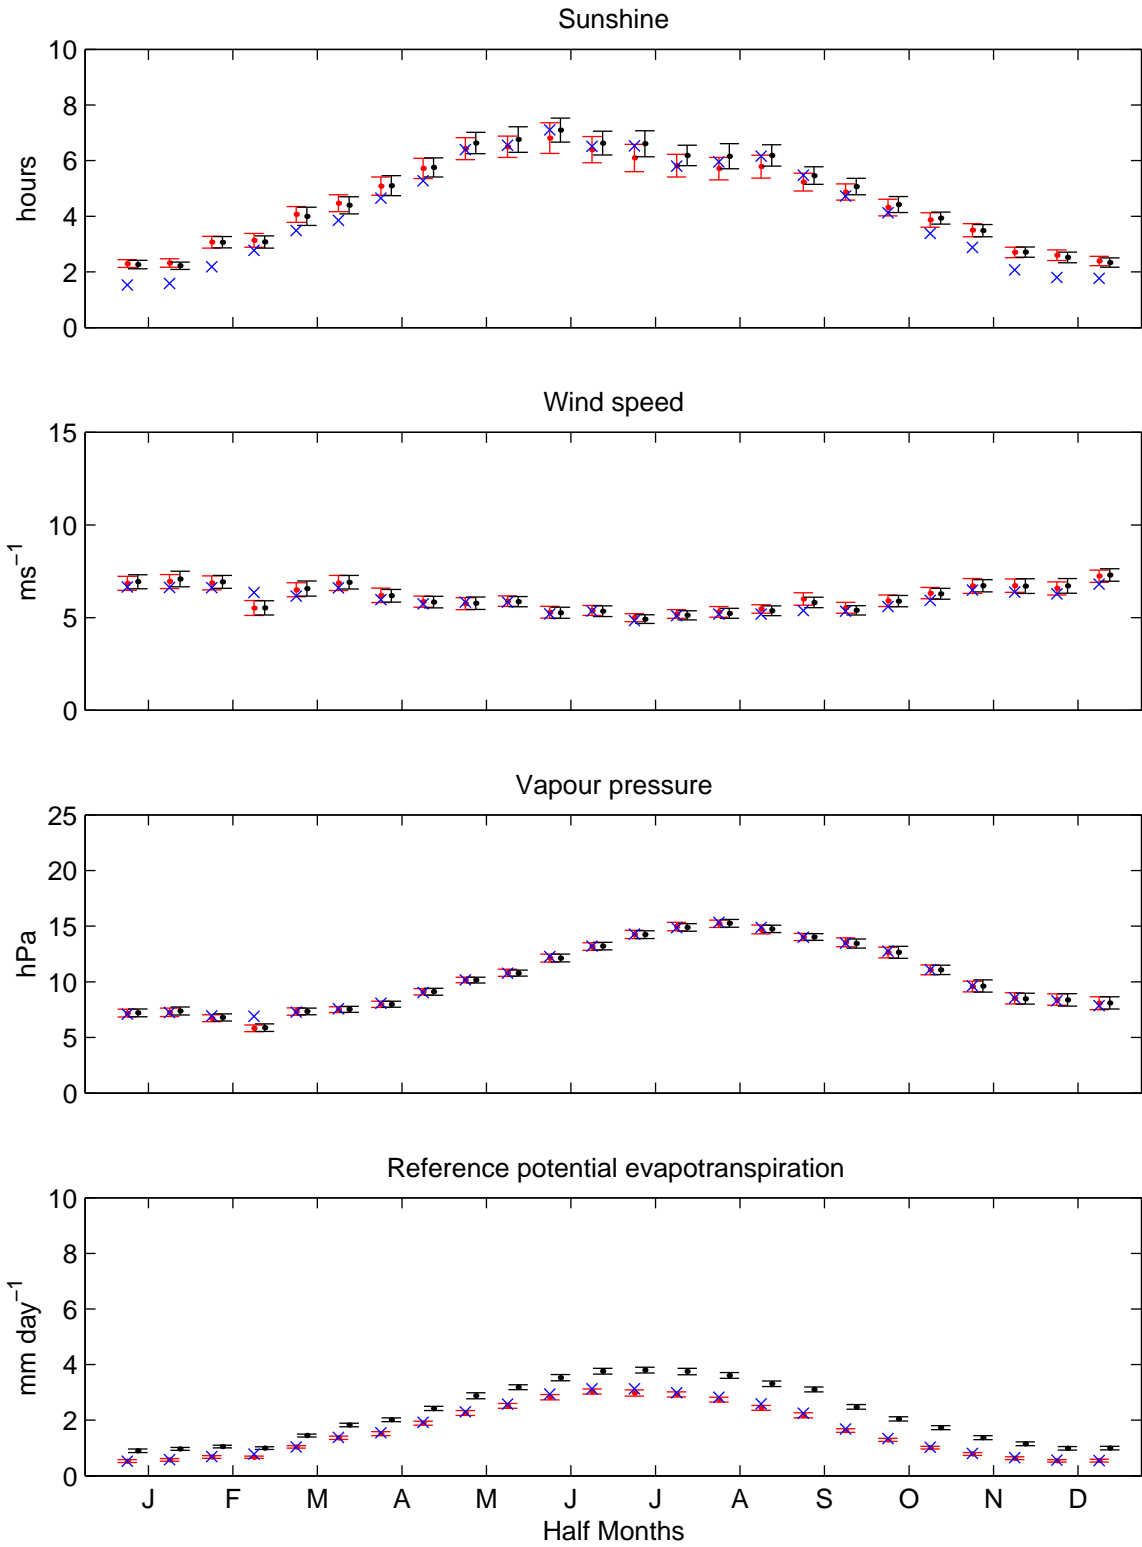 Sunshine
10
8
6
4
2
0
hours
Wind speed
15
10
5
0
ms⁻¹
Vapour pressure
25
20
15
10
5
0
hPa
Reference potential evapotranspiration
10
8
6
4
2
0
mm day⁻¹
J F M A M J J A S O N D
Half Months